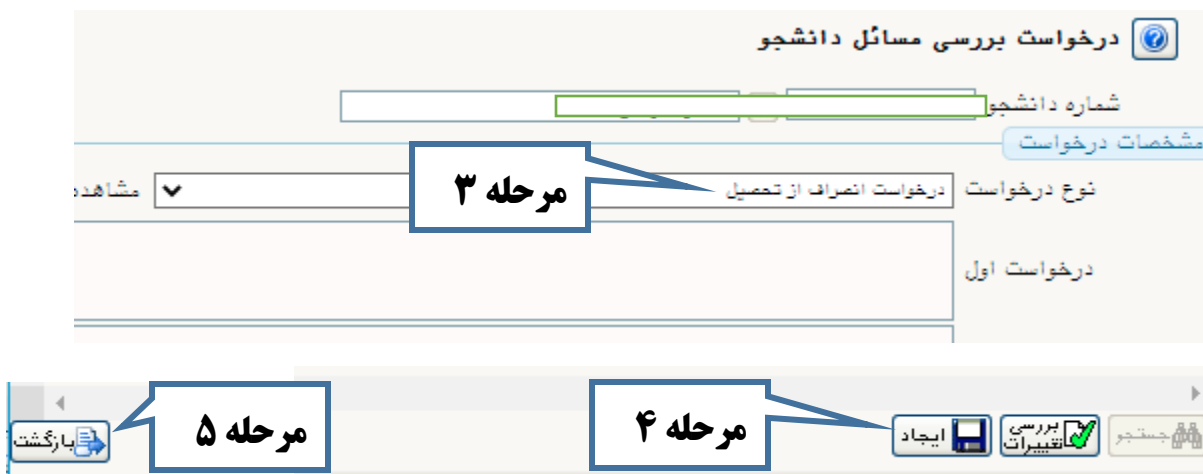 درخواست بررسی مسائل دانشجو
شماره دانشجو
مشخصات درخواست
نوع درخواست درخواست انصراف از تحصیل مشاهده
مرحله ۳
درخواست اول
مرحله ۵
مرحله ۴
جستجو بررسی تغییرات ایجاد بازگشت